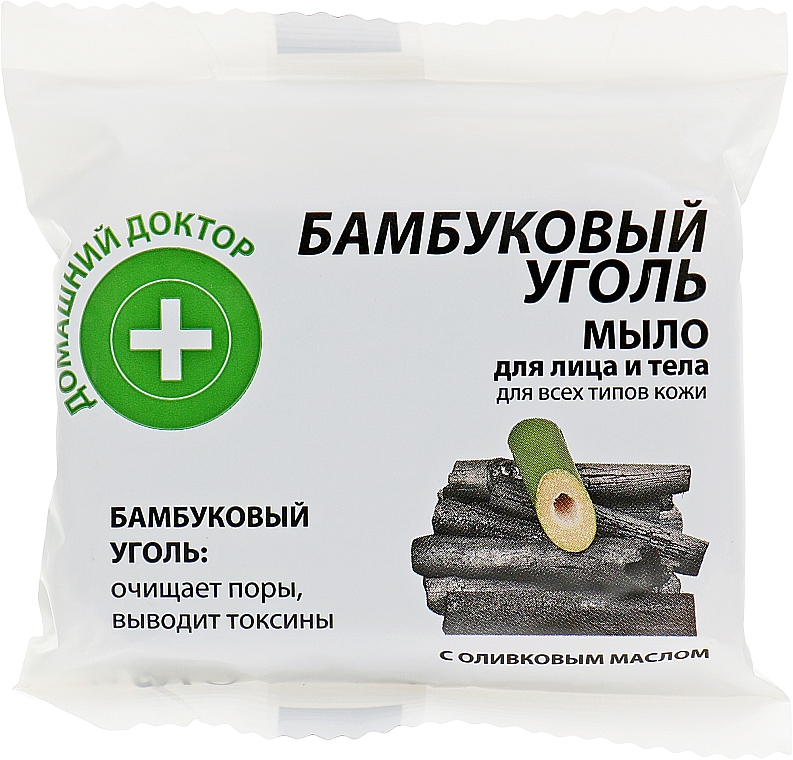 ДОМАШНИЙ ДОКТОР
БАМБУКОВЫЙ
УГОЛЬ
МЫЛО
для лица и тела
для всех типов кожи
БАМБУКОВЫЙ
УГОЛЬ:
очищает поры,
выводит токсины
С ОЛИВКОВЫМ МАСЛОМ